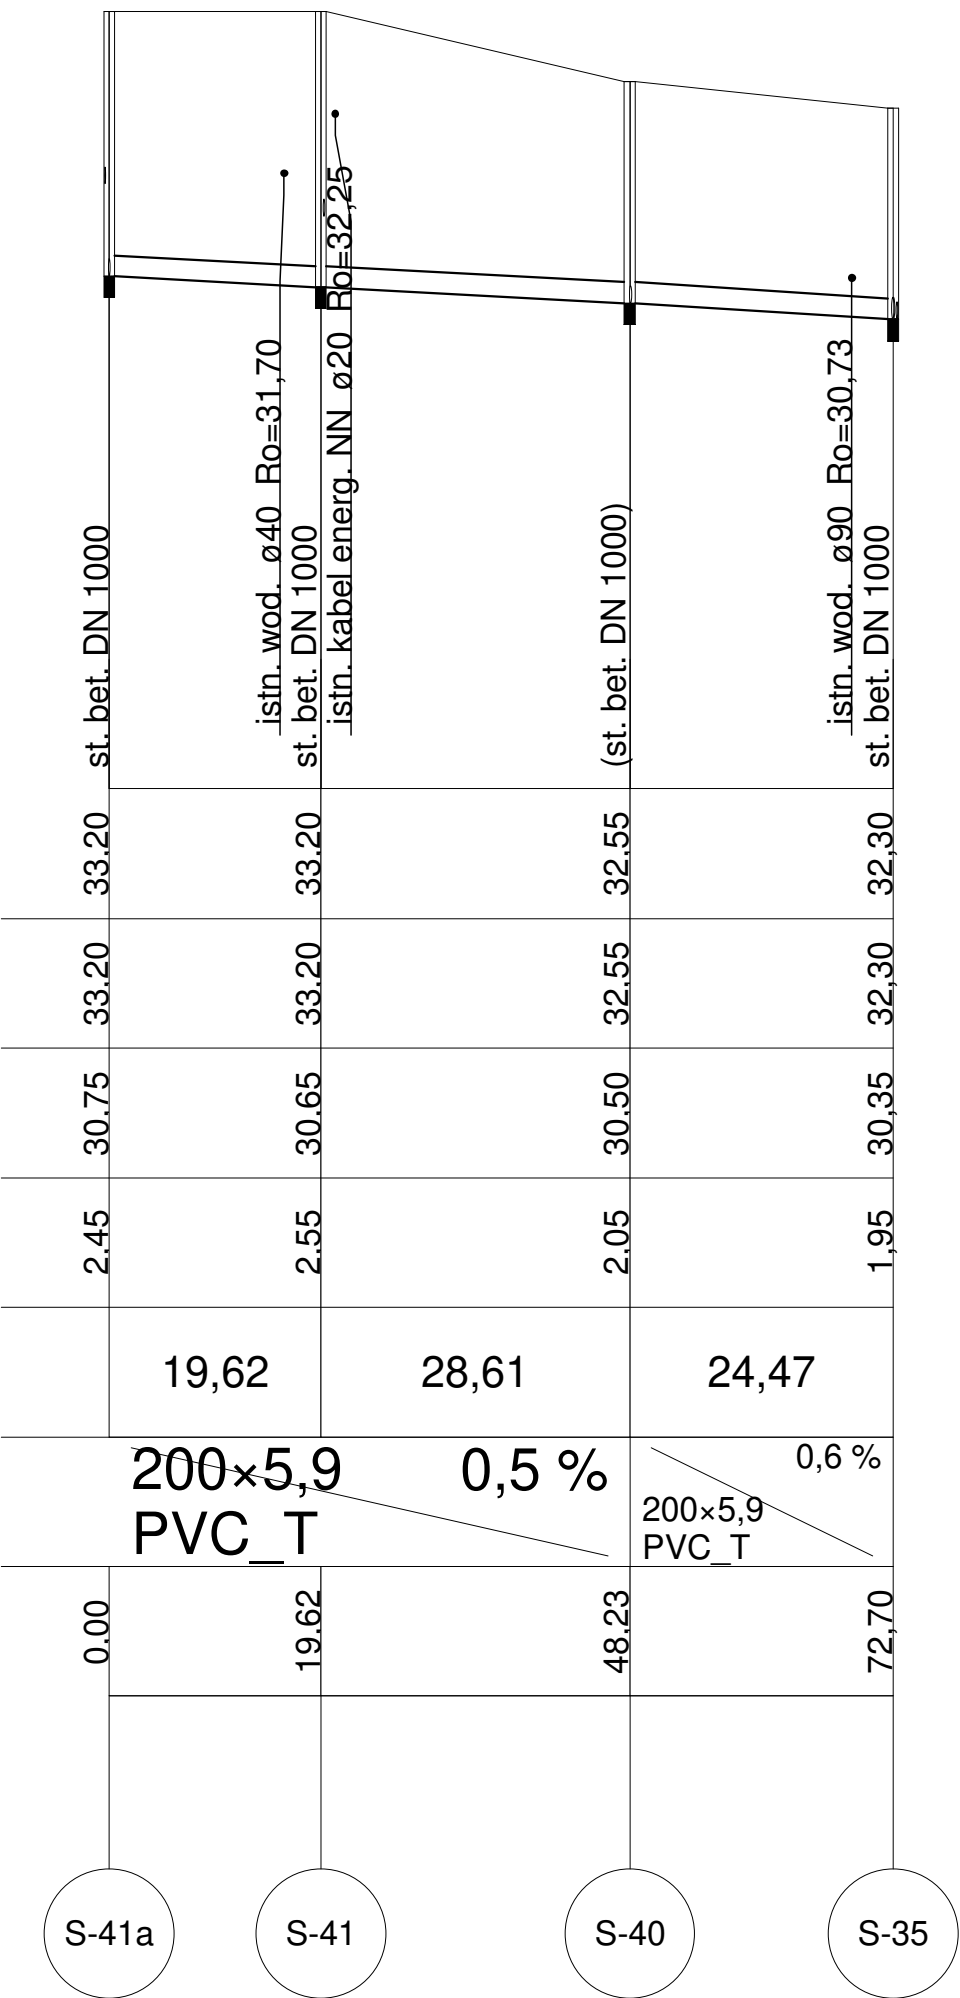 st. bet. DN 1000
istn. wod. ø40 Ro=31,70
st. bet. DN 1000
istn. kabel energ. NN ø20 Ro=32,25
(st. bet. DN 1000)
istn. wod. ø90 Ro=30,73
st. bet. DN 1000
33,20
33,20
32,55
32,30
33,20
33,20
32,55
32,30
30,75
30,65
30,50
30,35
2,45
2,55
2,05
1,95
19,62
28,61
24,47
200×5,9
PVC_T
0,5 %
0,6 %
200×5,9
PVC_T
0,00
19,62
48,23
72,70
S-41a
S-41
S-40
S-35